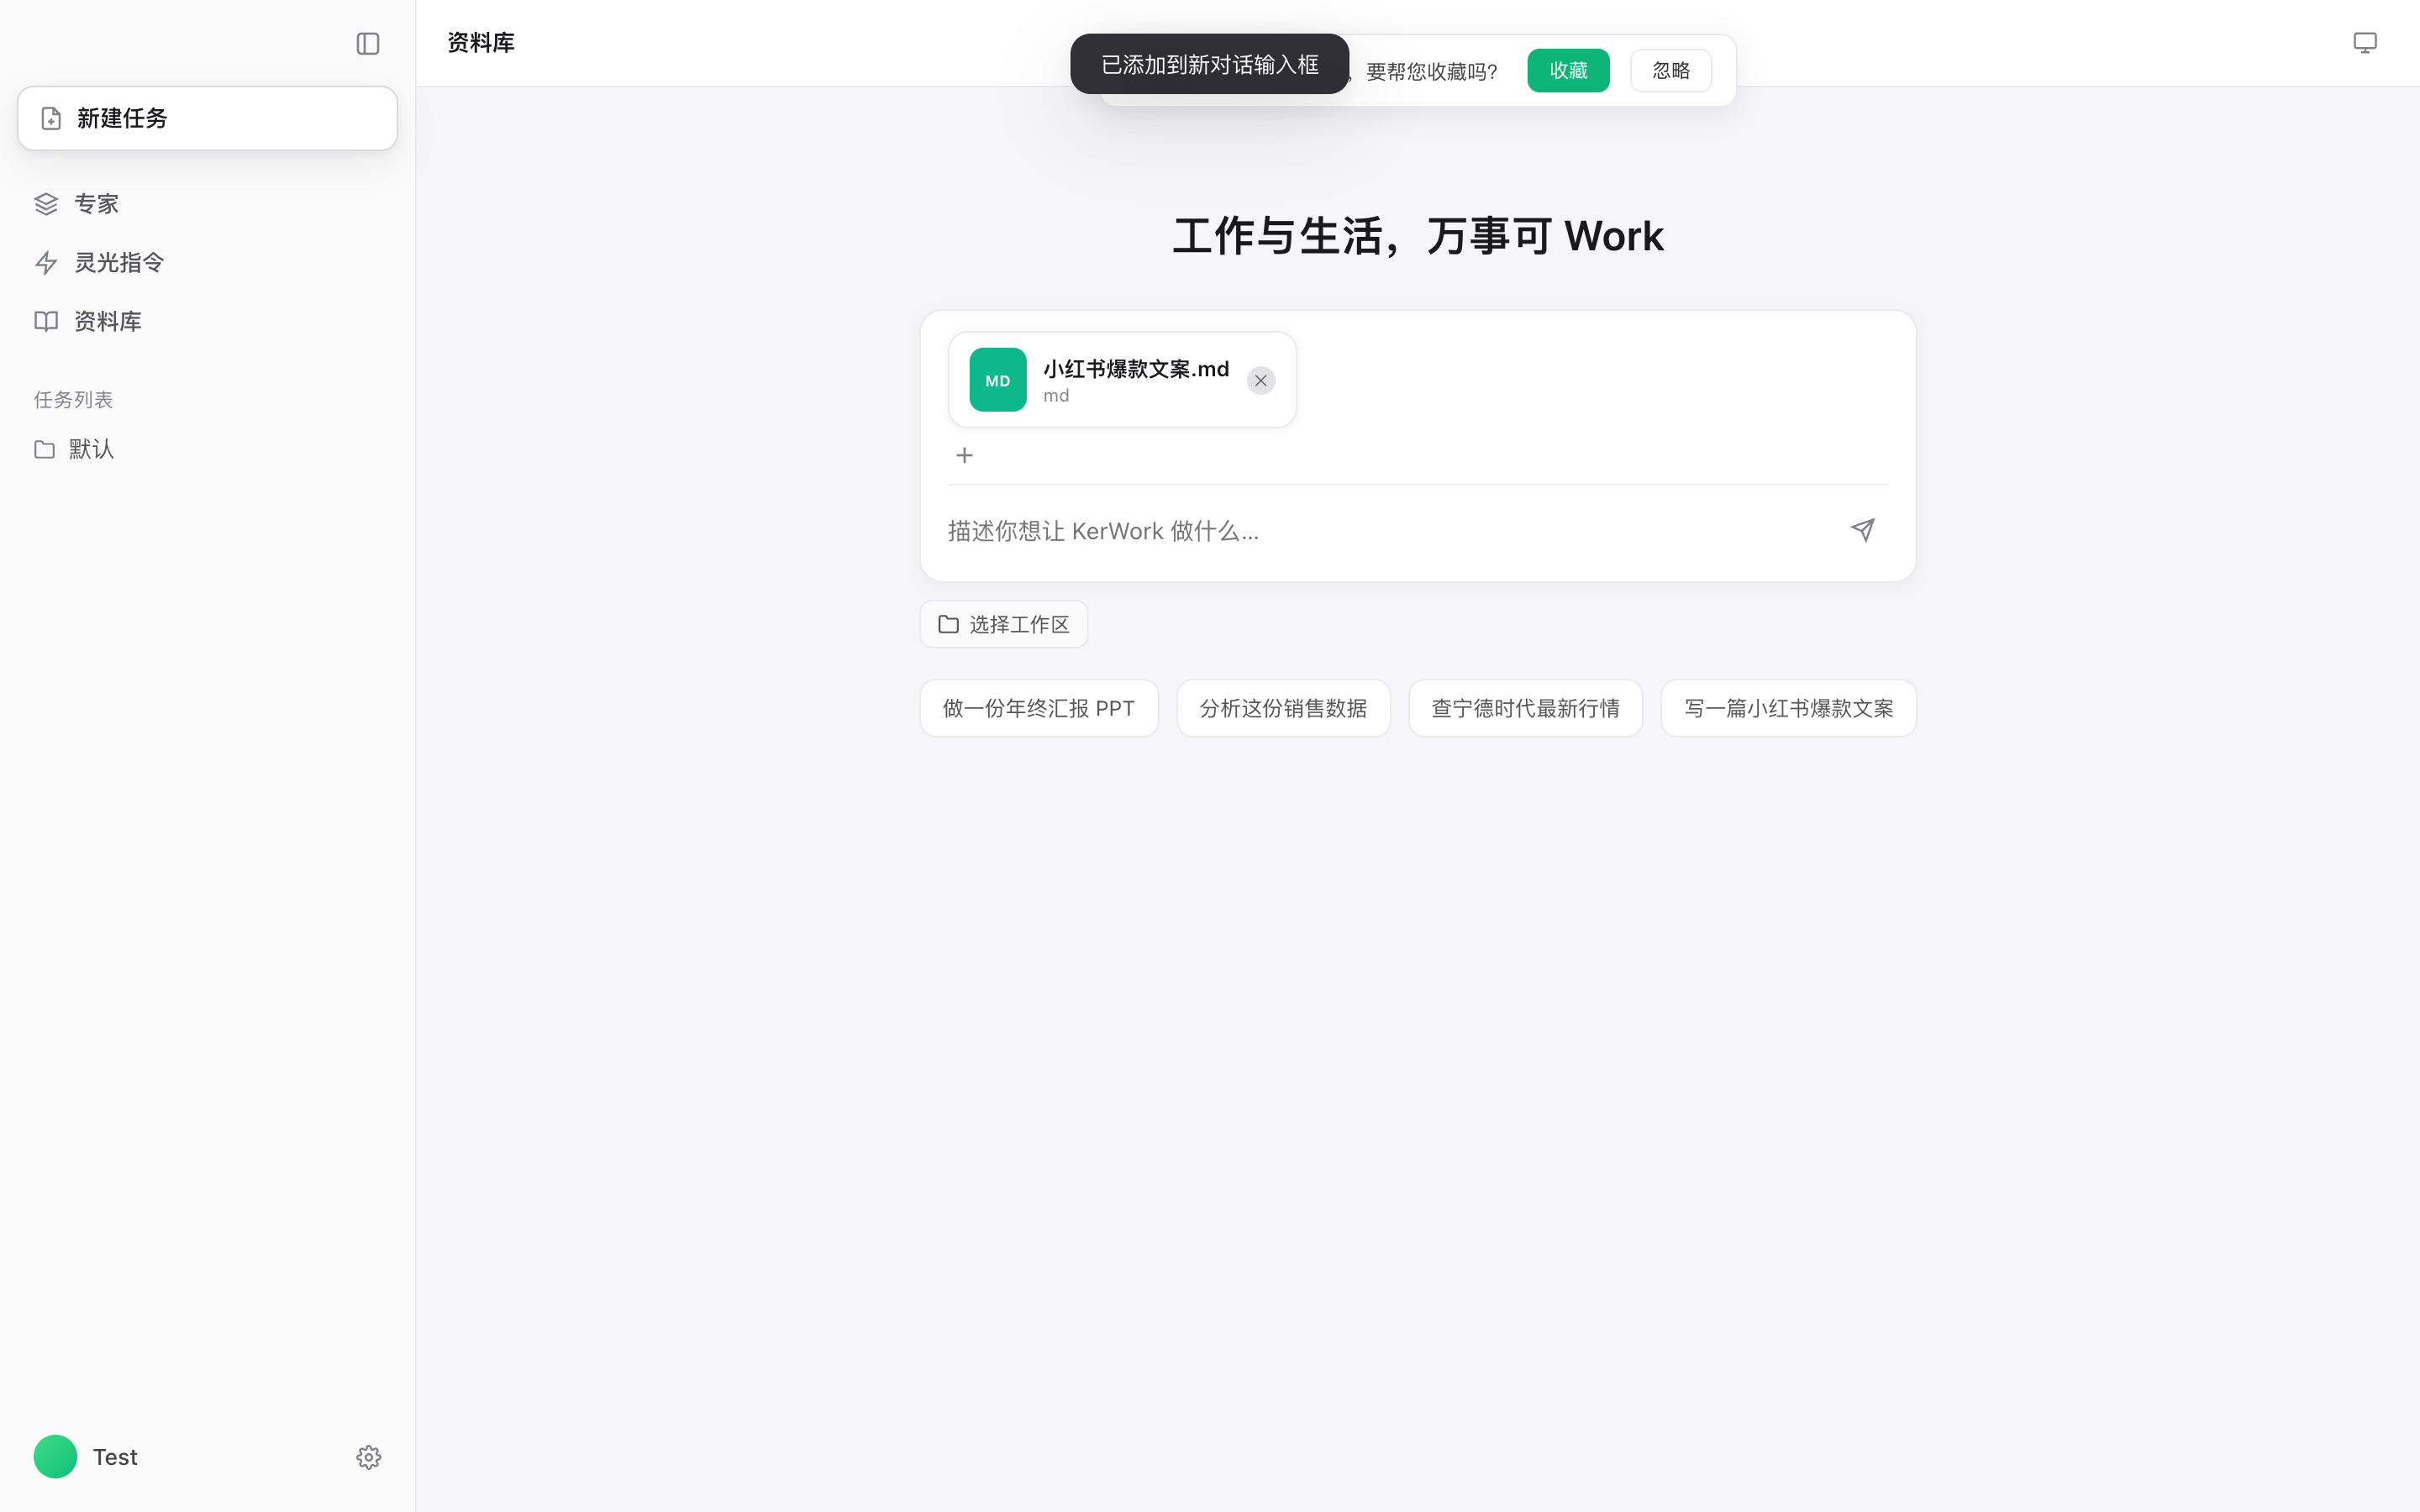 资料库
已添加到新对话输入框
，要帮您收藏吗?
收藏
忽略
新建任务
专家
灵光指令
资料库
任务列表
默认
工作与生活，万事可 Work
MD
小红书爆款文案.md
md
描述你想让 KerWork 做什么...
选择工作区
做一份年终汇报 PPT
分析这份销售数据
查宁德时代最新行情
写一篇小红书爆款文案
Test